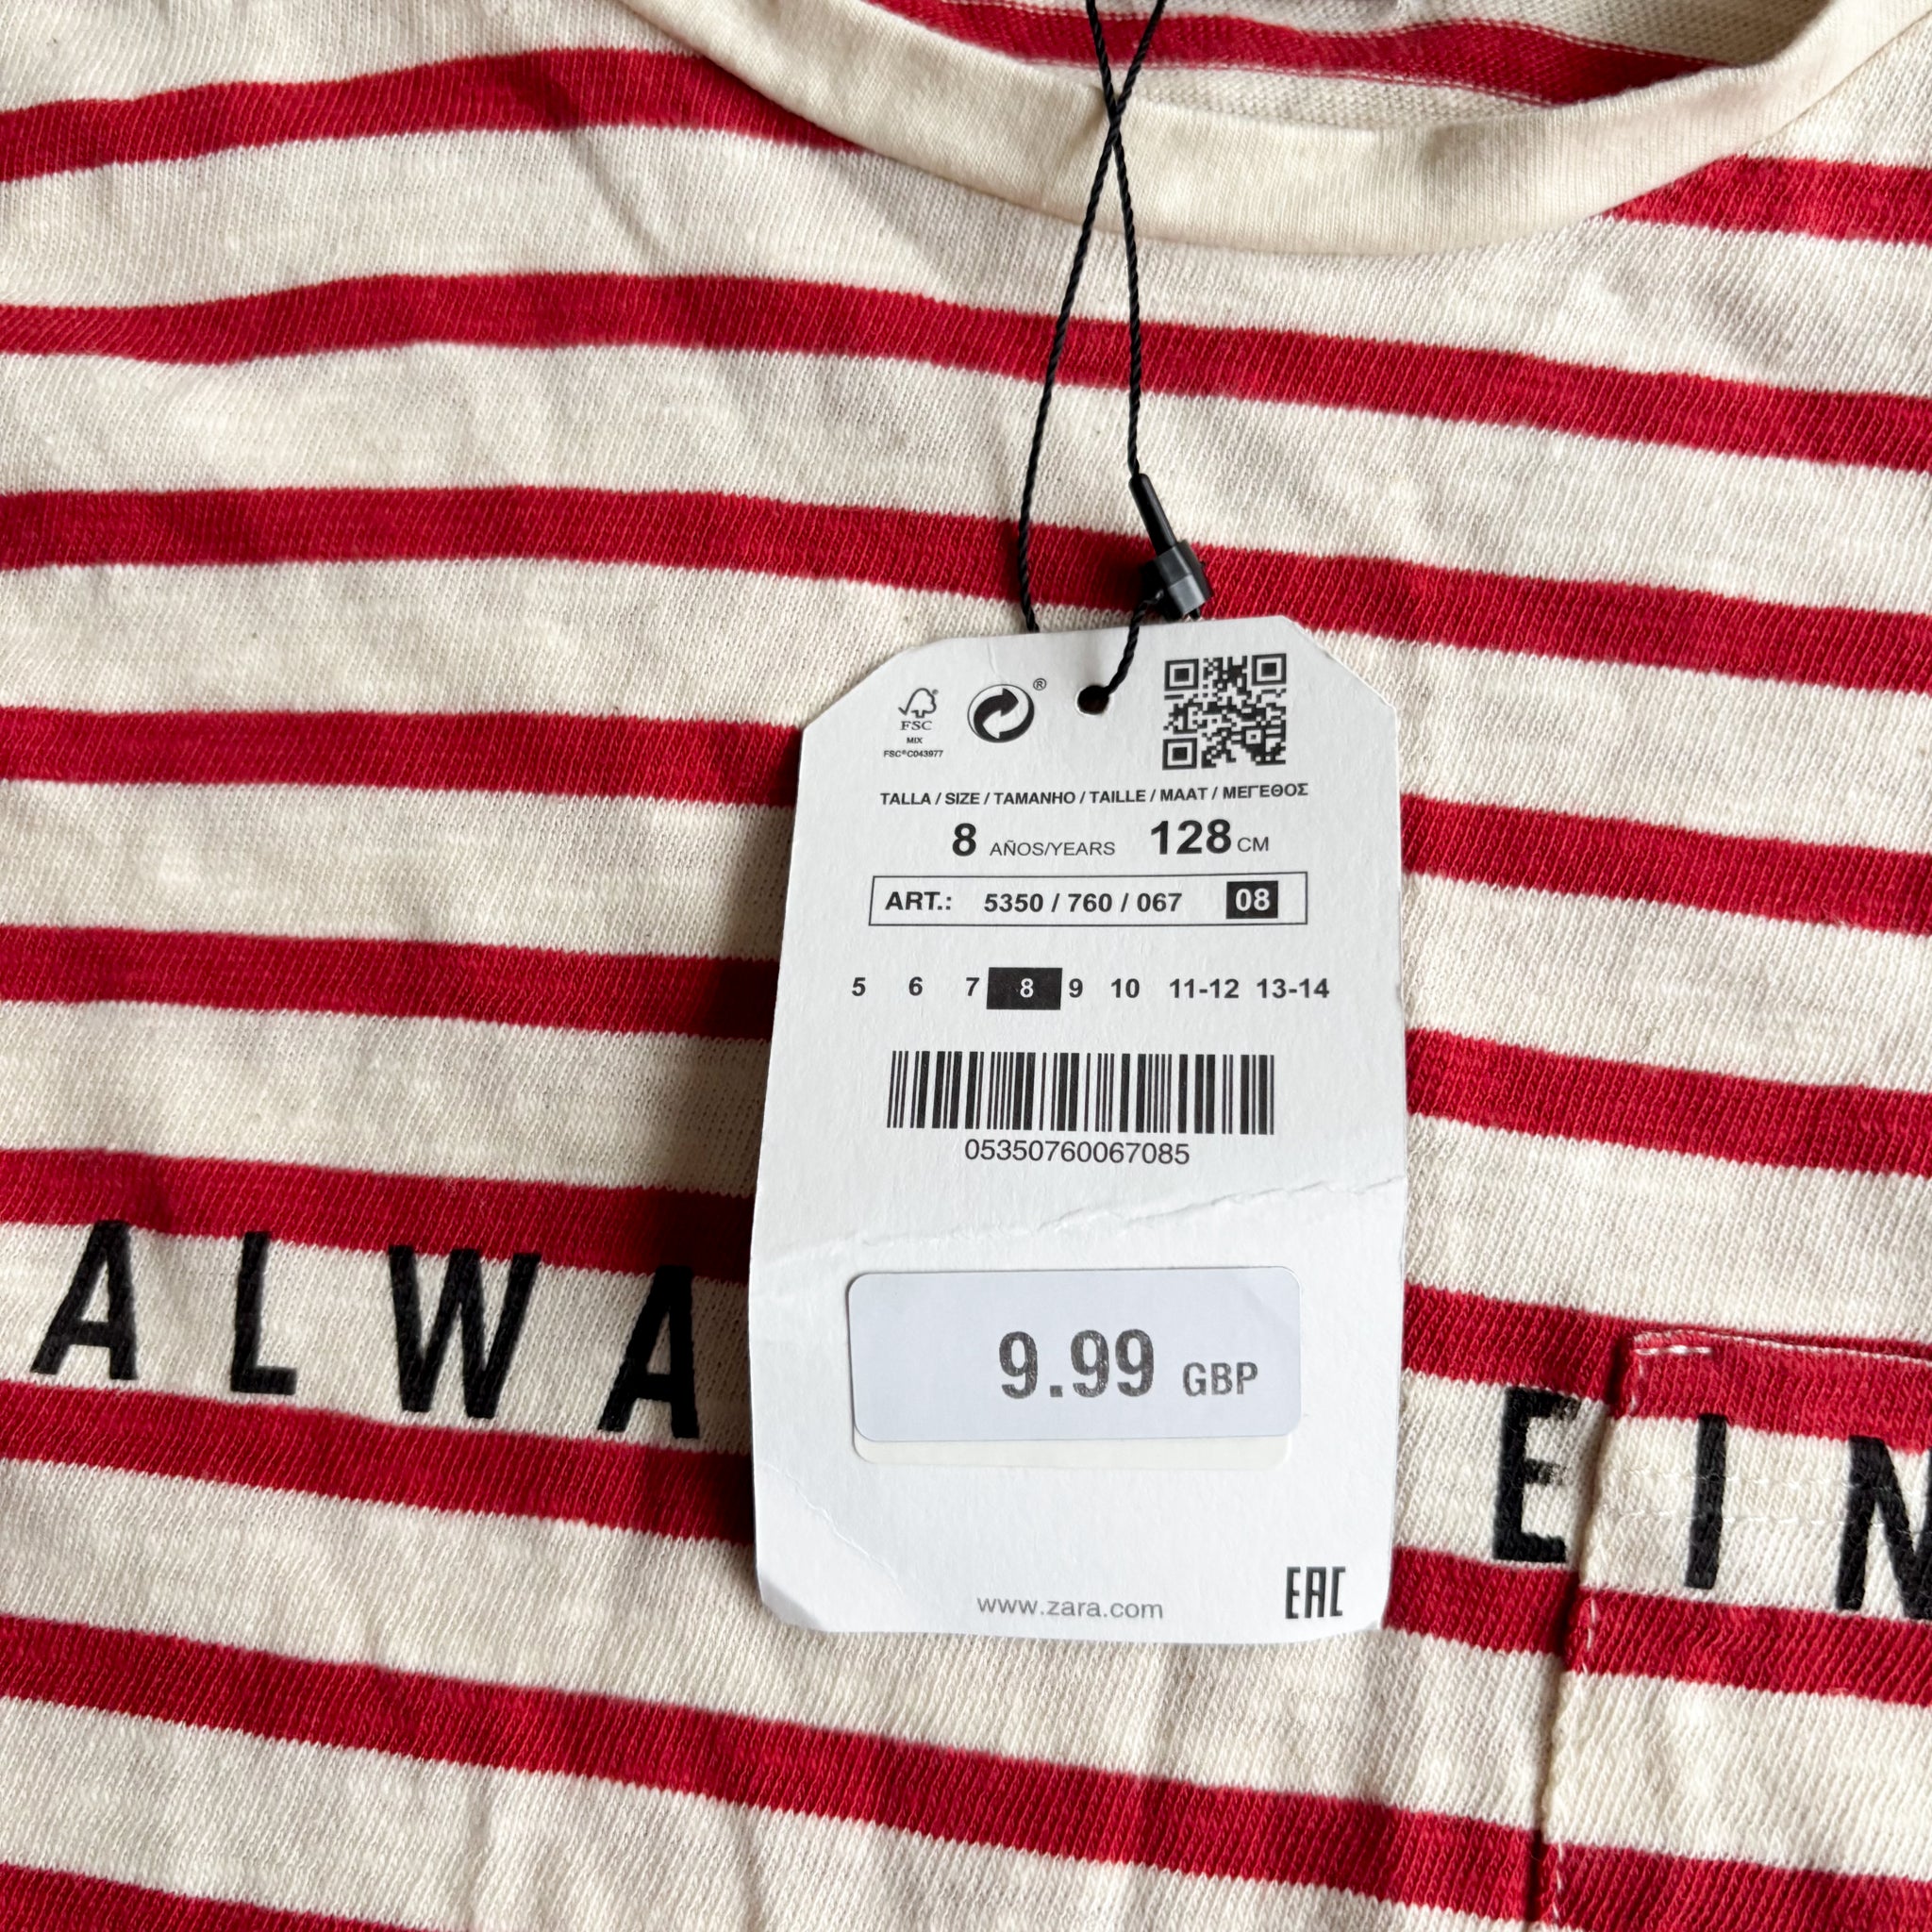 ®
FSC
MIX
FSC®C043977
TALLA / SIZE / TAMANHO / TAILLE / MAAT / ΜΕΓΕΘΟΣ
8 AÑOS/YEARS 128 CM
ART.: 5350 / 760 / 067 08
5 6 7 8 9 10 11-12 13-14
05350760067085
9.99 GBP
www.zara.com EAC
ALWA E IN